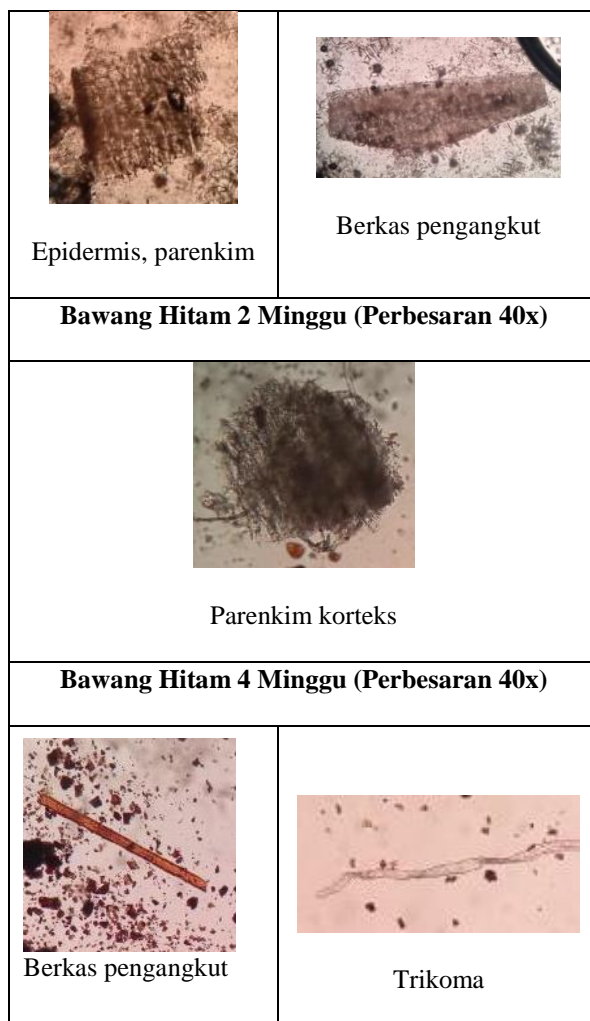 Epidermis, parenkim
Berkas pengangkut
Bawang Hitam 2 Minggu (Perbesaran 40x)
Parenkim korteks
Bawang Hitam 4 Minggu (Perbesaran 40x)
Berkas pengangkut
Trikoma